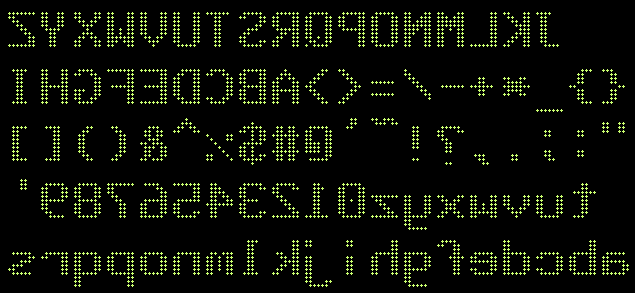 JKLMNOPQRSTUVWXYZ
{}_*+-/=<>ABCDEFGHI
":;.,?!~`@#$%^&()[]
tuvwxyz0123456789'
abcdefghijklmnopqrs